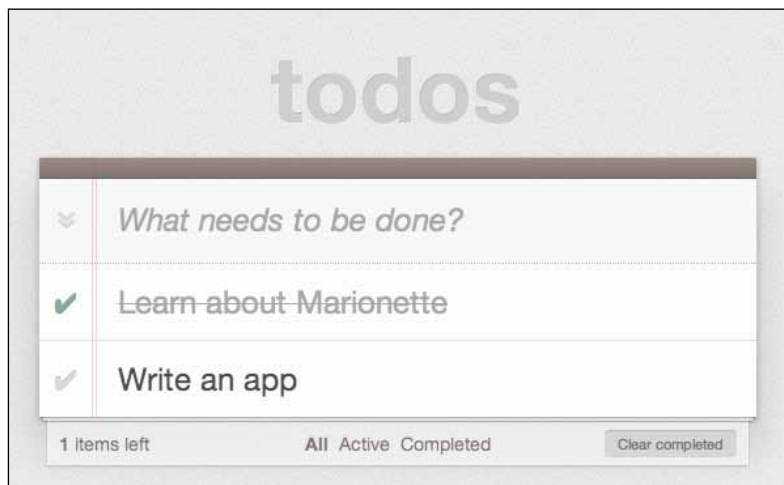 todos
What needs to be done?
Learn about Marionette
Write an app
1 items left All Active Completed Clear completed